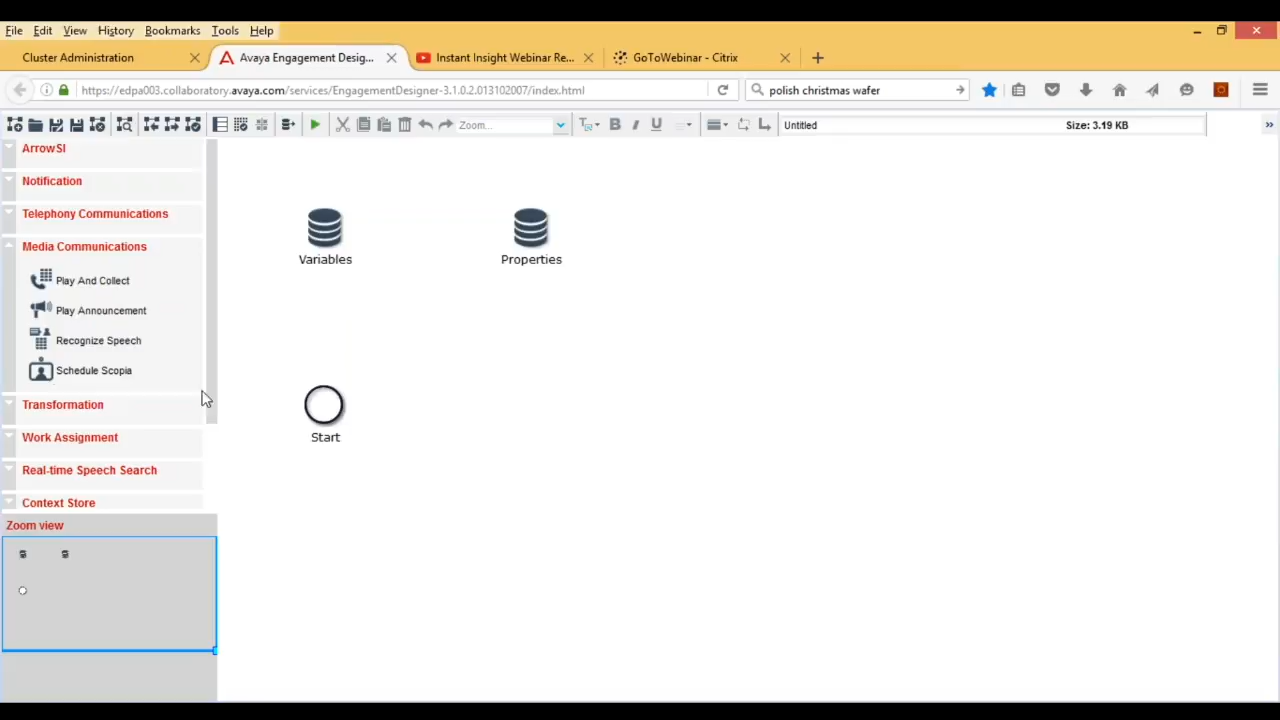 File Edit View History Bookmarks Tools Help
Cluster Administration
Avaya Engagement Desig...
Instant Insight Webinar Re...
GoToWebinar - Citrix
https://edpa003.collaboratory.avaya.com/services/EngagementDesigner-3.1.0.2.013102007/index.html
polish christmas wafer
Zoom...
B I U
Untitled
Size: 3.19 KB
ArrowSI
Notification
Telephony Communications
Media Communications
Play And Collect
Play Announcement
Recognize Speech
Schedule Scopia
Transformation
Work Assignment
Real-time Speech Search
Context Store
Zoom view
Variables
Properties
Start